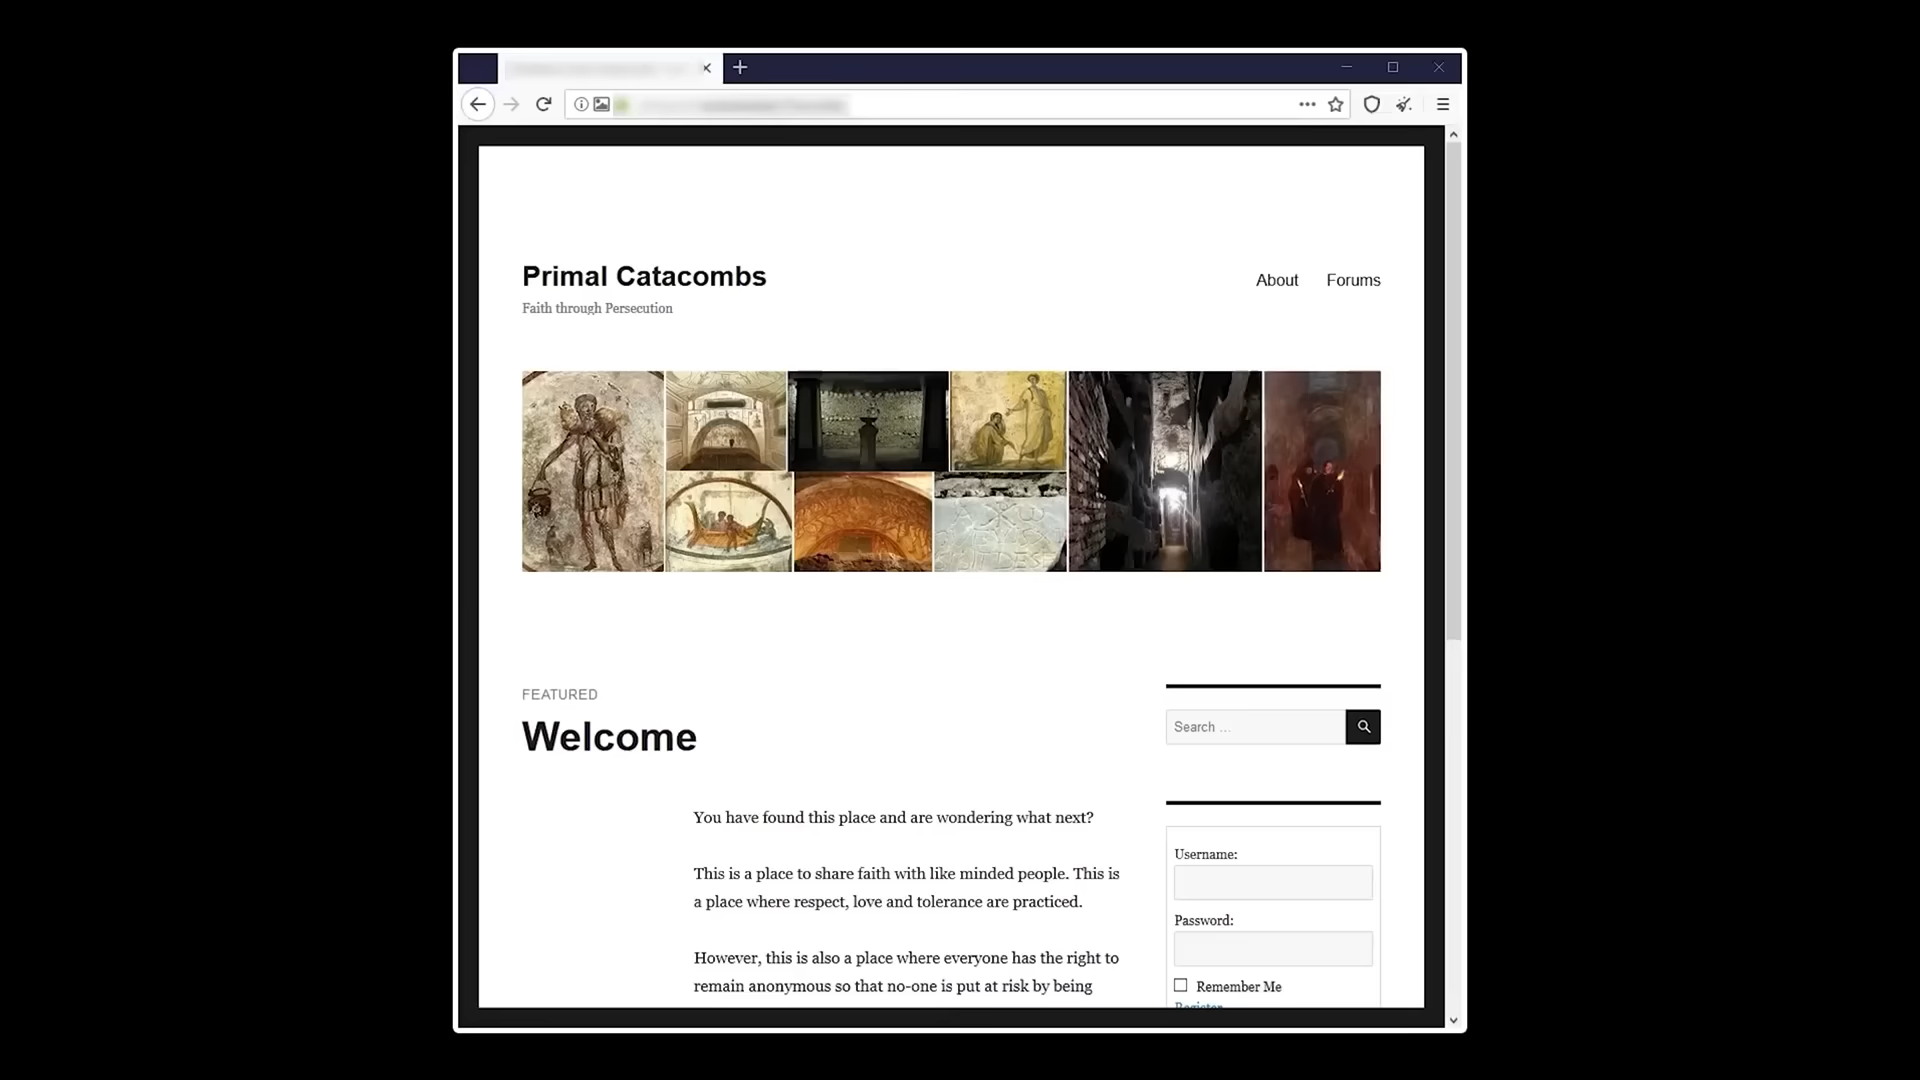 Primal Catacombs
About Forums
Faith through Persecution
FEATURED
Welcome
Search ...
You have found this place and are wondering what next?
This is a place to share faith with like minded people. This is
a place where respect, love and tolerance are practiced.
However, this is also a place where everyone has the right to
remain anonymous so that no-one is put at risk by being
Username:
Password:
Remember Me
Register